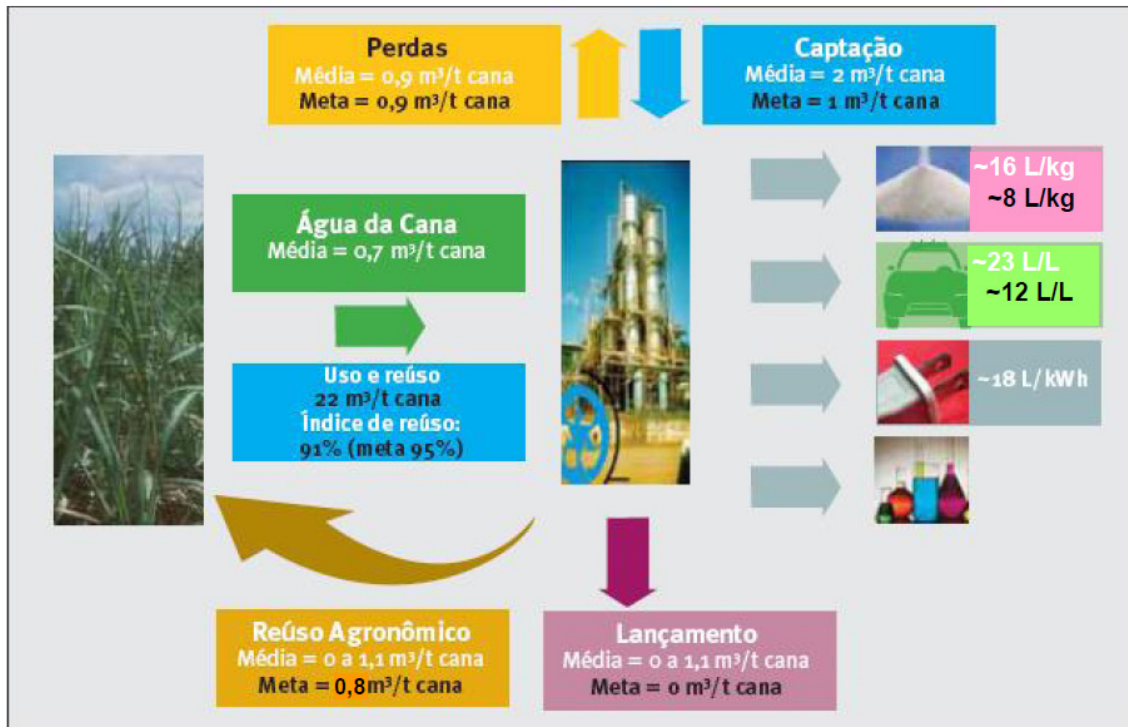 Perdas
Média = 0,9 m³/t cana
Meta = 0,9 m³/t cana
Captação
Média = 2 m³/t cana
Meta = 1 m³/t cana
Água da Cana
Média = 0,7 m³/t cana
Uso e reúso
22 m³/t cana
Índice de reúso:
91% (meta 95%)
~16 L/kg
~8 L/kg
~23 L/L
~12 L/L
~18 L/kWh
Reúso Agronômico
Média = 0 a 1,1 m³/t cana
Meta = 0,8m³/t cana
Lançamento
Média = 0 a 1,1 m³/t cana
Meta = 0 m³/t cana